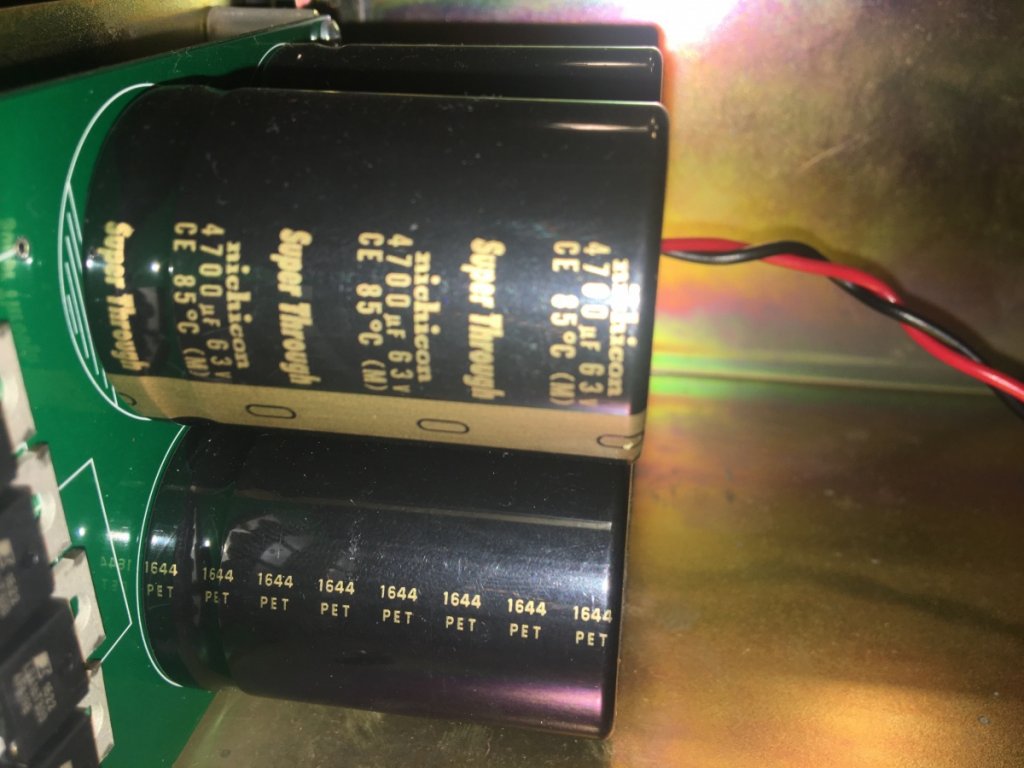 Super Through
nichicon
4700µF 63V
CE 85°C (M)
Super Through
nichicon
4700µF 63V
CE 85°C (M)
Super Through
nichicon
4700µF 63V
CE 85°C (M)
1644 1644 1644 1644 1644 1644 1644 1644
PET PET PET PET PET PET PET PET